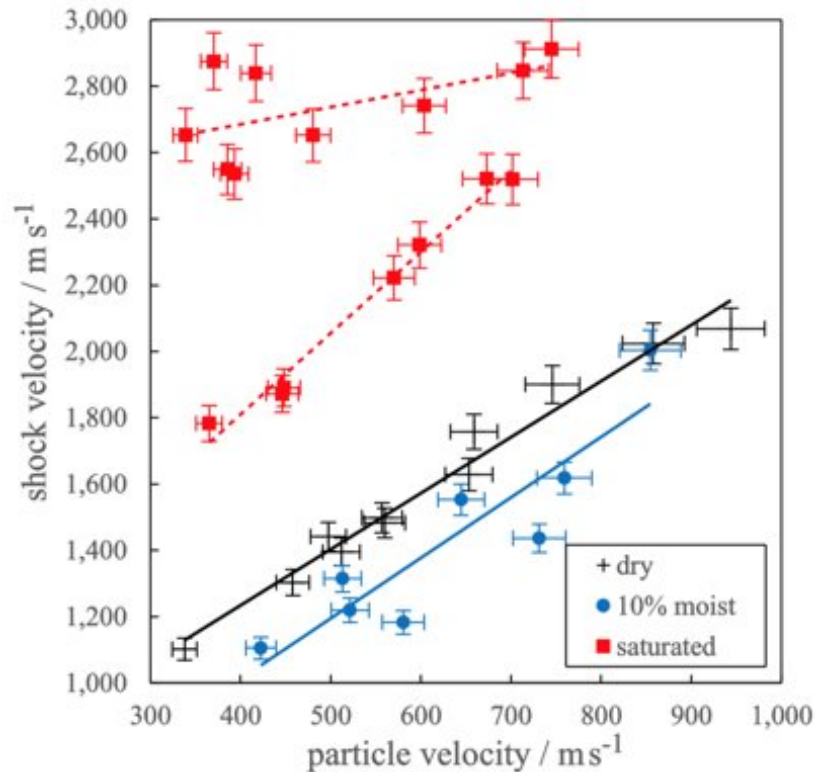 3,000
2,800
2,600
2,400
2,200
2,000
1,800
1,600
1,400
1,200
1,000
shock velocity / m s⁻¹
dry
10% moist
saturated
300 400 500 600 700 800 900 1,000
particle velocity / m s⁻¹